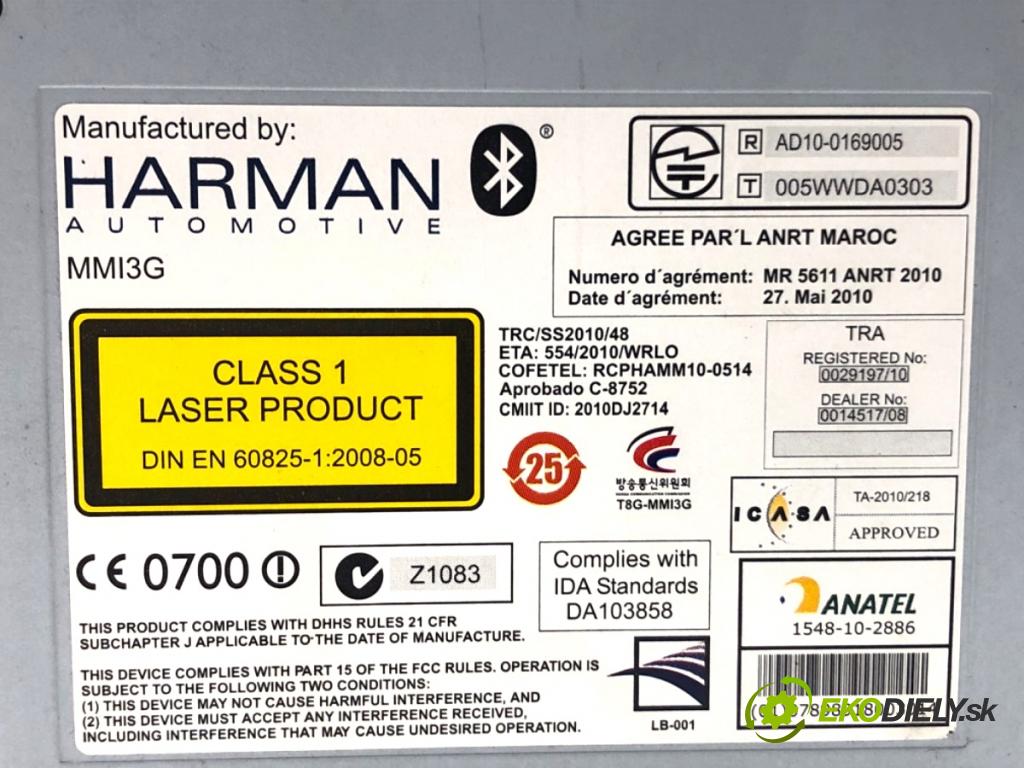 Manufactured by:
HARMAN
AUTOMOTIVE
MMI3G
®
R AD10-0169005
T 005WWDA0303
AGREE PAR´L ANRT MAROC
Numero d´agrément: MR 5611 ANRT 2010
Date d´agrément: 27. Mai 2010
CLASS 1
LASER PRODUCT
DIN EN 60825-1:2008-05
TRC/SS2010/48
ETA: 554/2010/WRLO
COFETEL: RCPHAMM10-0514
Aprobado C-8752
CMIIT ID: 2010DJ2714
TRA
REGISTERED No:
0029197/10
DEALER No:
0014517/08
25
방송통신위원회
KOREA COMMUNICATIONS COMMISSION
T8G-MMI3G
ICASA
TA-2010/218
APPROVED
CE 0700
Z1083
Complies with
IDA Standards
DA103858
ANATEL
1548-10-2886
THIS PRODUCT COMPLIES WITH DHHS RULES 21 CFR
SUBCHAPTER J APPLICABLE TO THE DATE OF MANUFACTURE.
THIS DEVICE COMPLIES WITH PART 15 OF THE FCC RULES. OPERATION IS
SUBJECT TO THE FOLLOWING TWO CONDITIONS:
(1) THIS DEVICE MAY NOT CAUSE HARMFUL INTERFERENCE, AND
(2) THIS DEVICE MUST ACCEPT ANY INTERFERENCE RECEIVED,
INCLUDING INTERFERENCE THAT MAY CAUSE UNDESIRED OPERATION.
LB-001
EKODIELY.sk